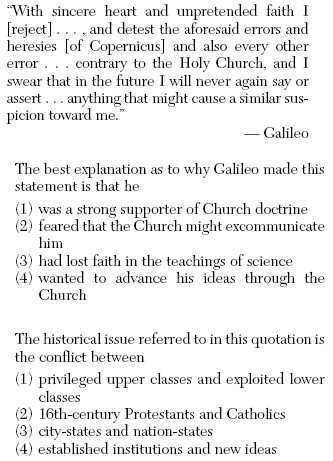 “With sincere heart and unpretended faith I
[reject] . . . , and detest the aforesaid errors and
heresies [of Copernicus] and also every other
error . . . contrary to the Holy Church, and I
swear that in the future I will never again say or
assert . . . anything that might cause a similar sus-
picion toward me.”
— Galileo
The best explanation as to why Galileo made this
statement is that he
(1) was a strong supporter of Church doctrine
(2) feared that the Church might excommunicate
him
(3) had lost faith in the teachings of science
(4) wanted to advance his ideas through the
Church
The historical issue referred to in this quotation is
the conflict between
(1) privileged upper classes and exploited lower
classes
(2) 16th-century Protestants and Catholics
(3) city-states and nation-states
(4) established institutions and new ideas